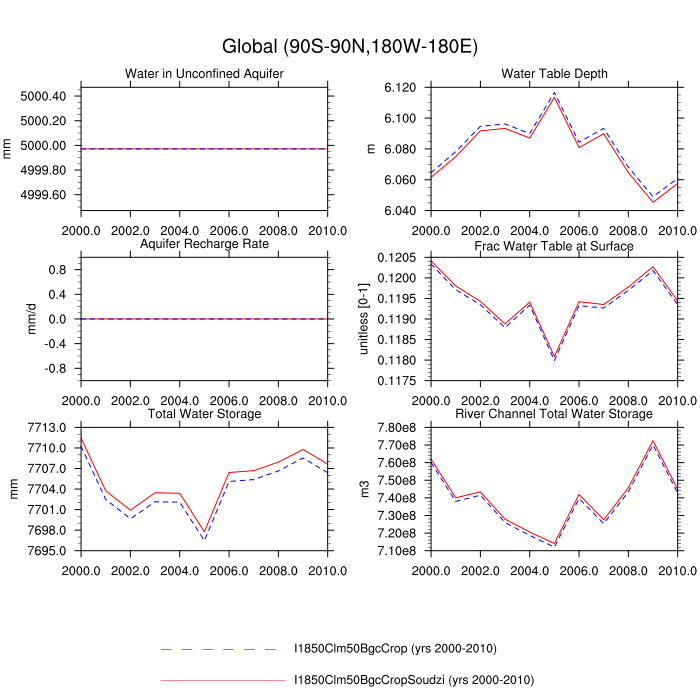 Global (90S-90N,180W-180E)
Water in Unconfined Aquifer
5000.40
5000.20
5000.00
4999.80
4999.60
mm
2000.0 2002.0 2004.0 2006.0 2008.0 2010.0
Water Table Depth
6.120
6.100
6.080
6.060
6.040
m
2000.0 2002.0 2004.0 2006.0 2008.0 2010.0
Aquifer Recharge Rate
0.8
0.4
0.0
-0.4
-0.8
mm/d
2000.0 2002.0 2004.0 2006.0 2008.0 2010.0
Frac Water Table at Surface
0.1205
0.1200
0.1195
0.1190
0.1185
0.1180
0.1175
unitless [0-1]
2000.0 2002.0 2004.0 2006.0 2008.0 2010.0
Total Water Storage
7713.0
7710.0
7707.0
7704.0
7701.0
7698.0
7695.0
mm
2000.0 2002.0 2004.0 2006.0 2008.0 2010.0
River Channel Total Water Storage
7.80e8
7.70e8
7.60e8
7.50e8
7.40e8
7.30e8
7.20e8
7.10e8
m3
2000.0 2002.0 2004.0 2006.0 2008.0 2010.0
I1850Clm50BgcCrop (yrs 2000-2010)
I1850Clm50BgcCropSoudzi (yrs 2000-2010)